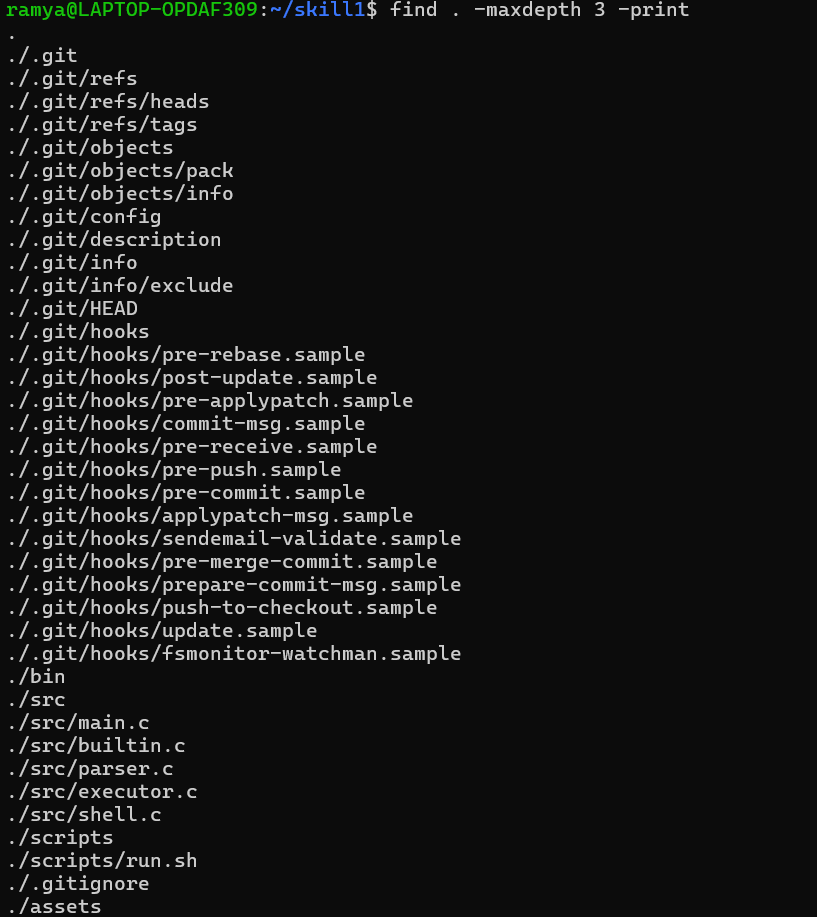 ramya@LAPTOP-OPDAF309:~/skill1$ find . -maxdepth 3 -print
.
./.git
./.git/refs
./.git/refs/heads
./.git/refs/tags
./.git/objects
./.git/objects/pack
./.git/objects/info
./.git/config
./.git/description
./.git/info
./.git/info/exclude
./.git/HEAD
./.git/hooks
./.git/hooks/pre-rebase.sample
./.git/hooks/post-update.sample
./.git/hooks/pre-applypatch.sample
./.git/hooks/commit-msg.sample
./.git/hooks/pre-receive.sample
./.git/hooks/pre-push.sample
./.git/hooks/pre-commit.sample
./.git/hooks/applypatch-msg.sample
./.git/hooks/sendemail-validate.sample
./.git/hooks/pre-merge-commit.sample
./.git/hooks/prepare-commit-msg.sample
./.git/hooks/push-to-checkout.sample
./.git/hooks/update.sample
./.git/hooks/fsmonitor-watchman.sample
./bin
./src
./src/main.c
./src/builtin.c
./src/parser.c
./src/executor.c
./src/shell.c
./scripts
./scripts/run.sh
./.gitignore
./assets